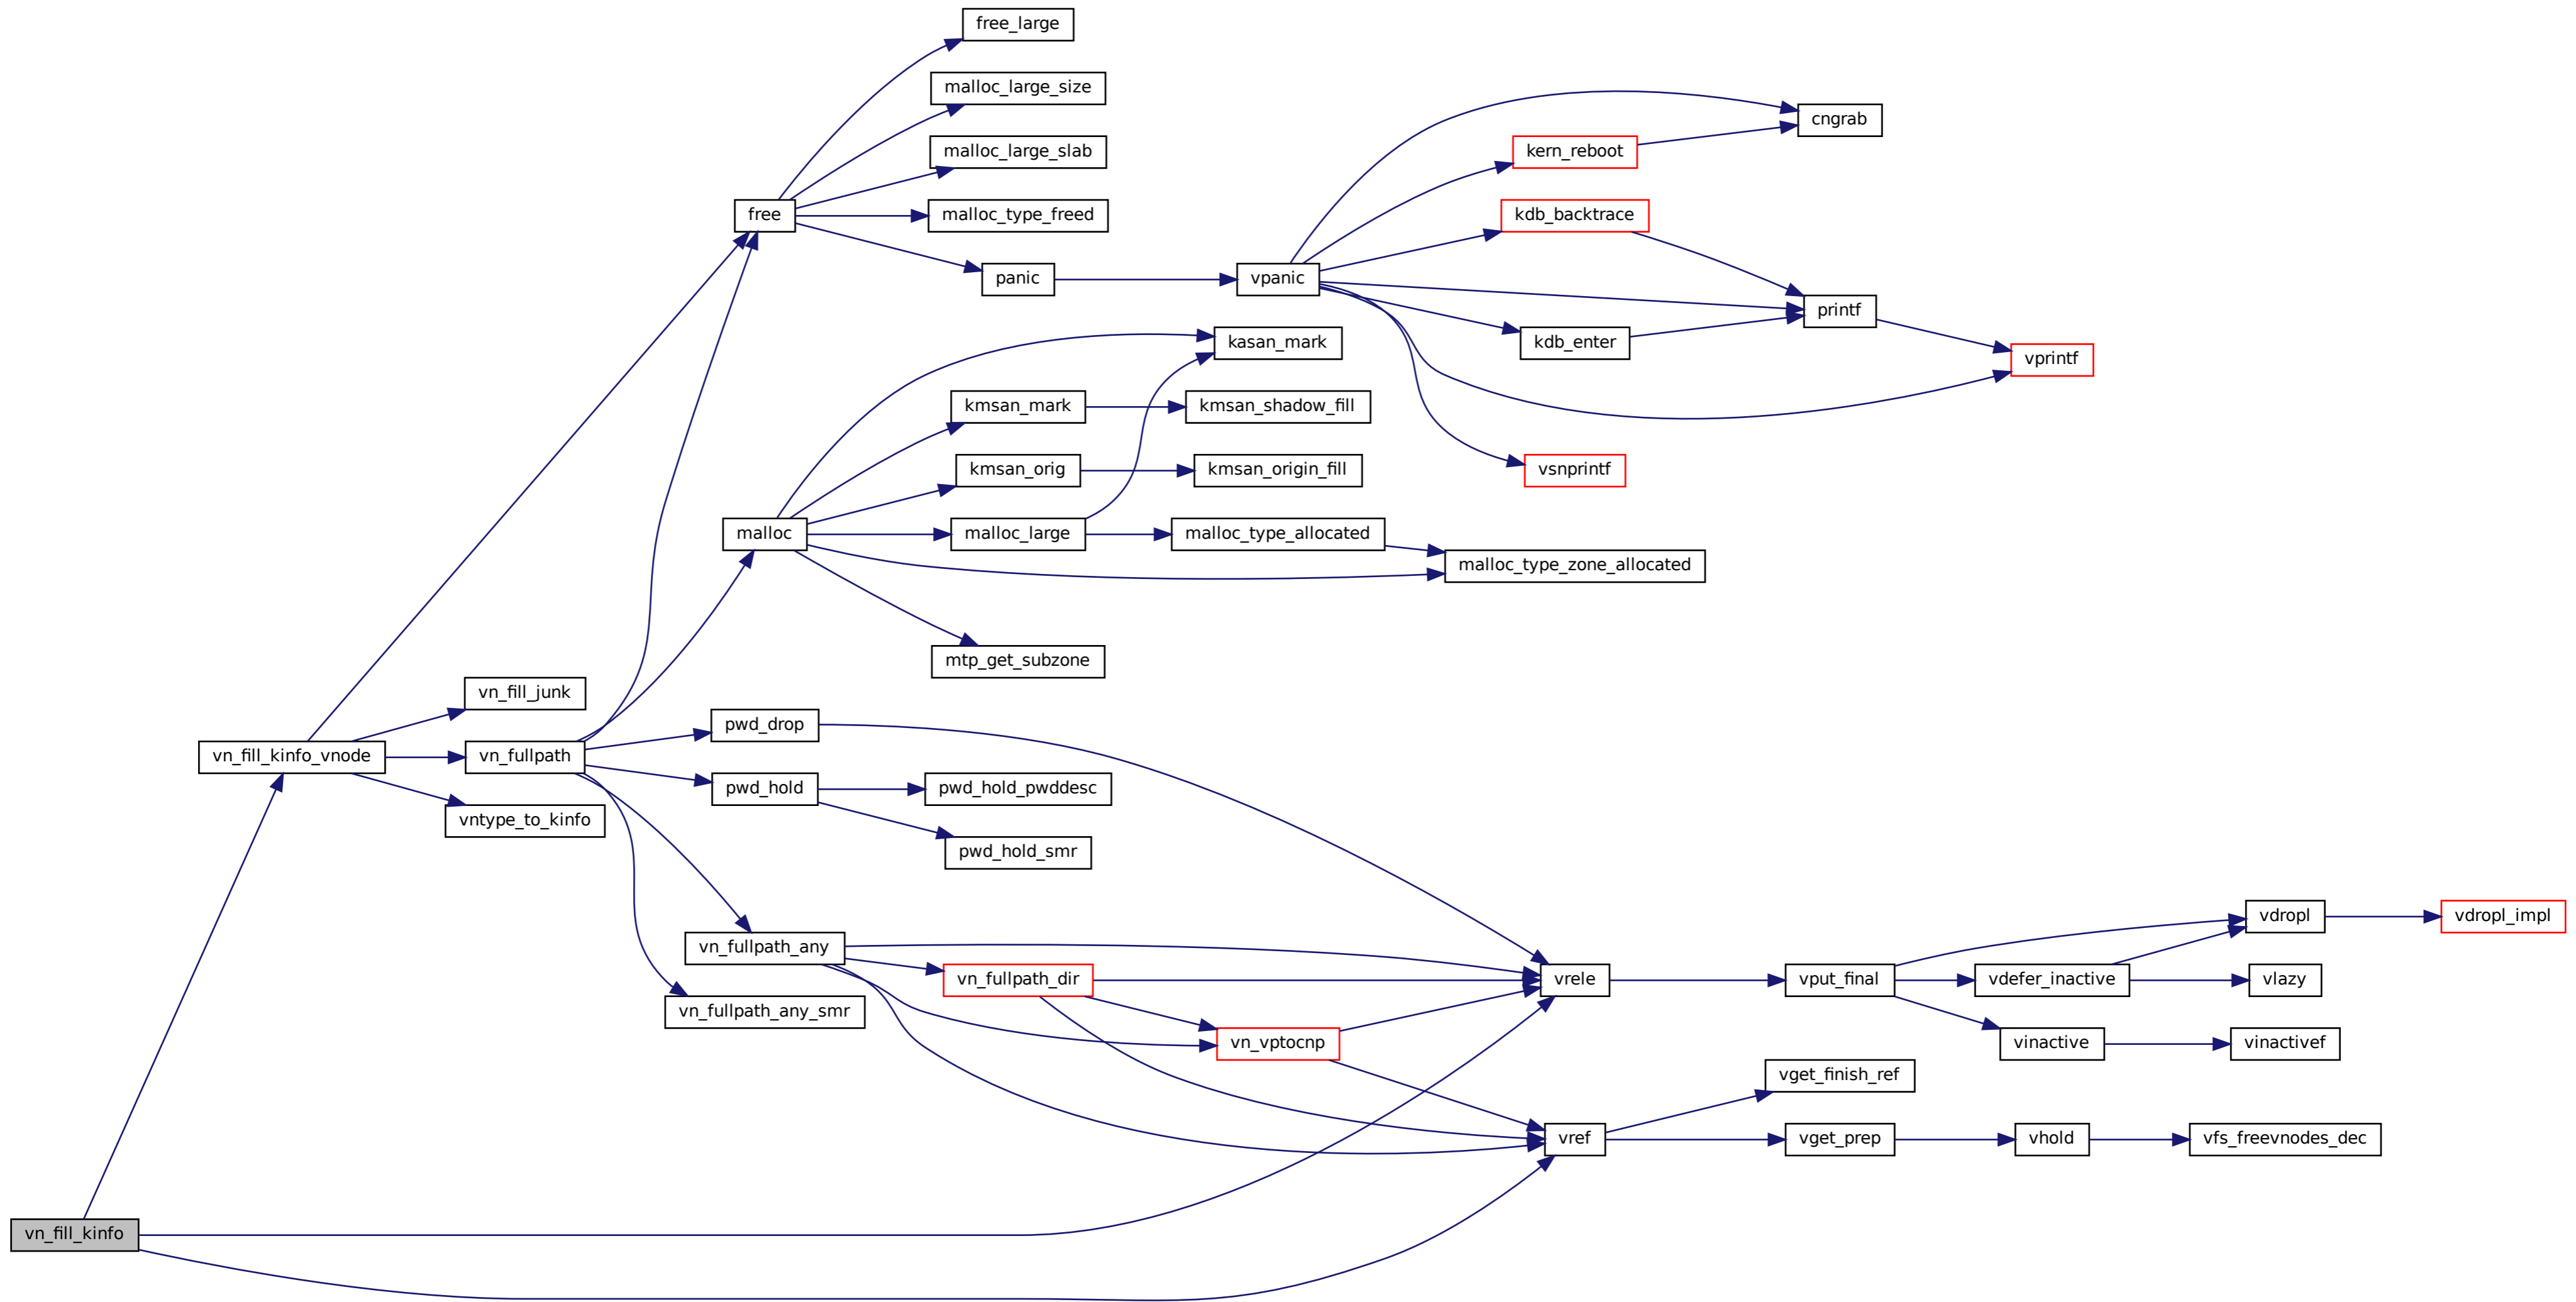 free_large
malloc_large_size
cngrab
kern_reboot
malloc_large_slab
free
malloc_type_freed
kdb_backtrace
panic
vpanic
printf
kasan_mark
kdb_enter
vprintf
kmsan_mark
kmsan_shadow_fill
kmsan_orig
kmsan_origin_fill
vsnprintf
malloc
malloc_large
malloc_type_allocated
malloc_type_zone_allocated
mtp_get_subzone
vn_fill_junk
pwd_drop
vn_fill_kinfo_vnode
vn_fullpath
pwd_hold
pwd_hold_pwddesc
vntype_to_kinfo
pwd_hold_smr
vdropl
vdropl_impl
vn_fullpath_any
vn_fullpath_dir
vrele
vput_final
vdefer_inactive
vlazy
vn_fullpath_any_smr
vn_vptocnp
vinactive
vinactivef
vget_finish_ref
vref
vget_prep
vhold
vfs_freevnodes_dec
vn_fill_kinfo